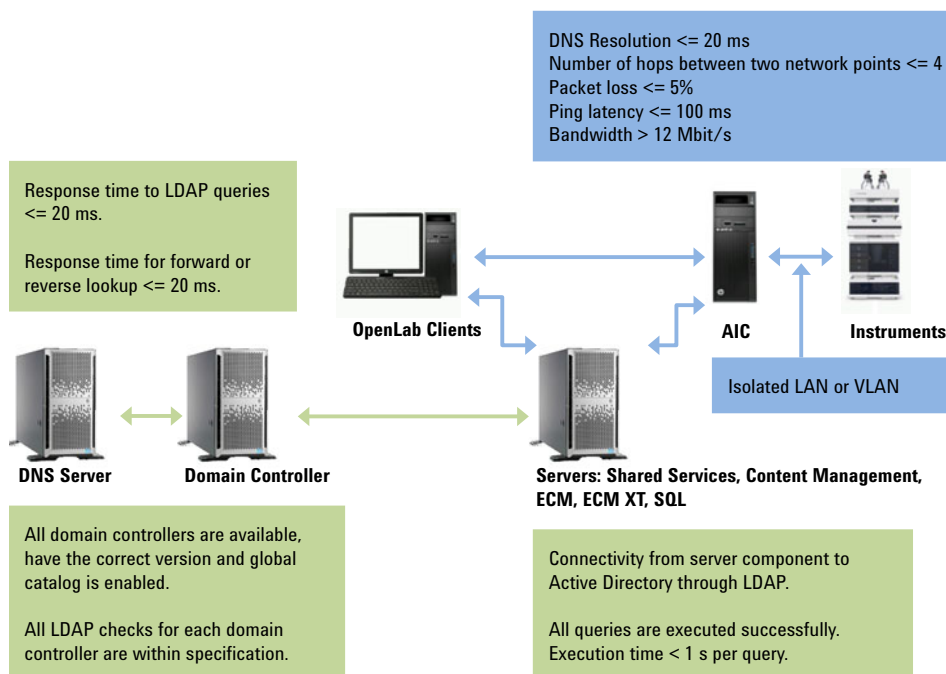 DNS Resolution <= 20 ms
Number of hops between two network points <= 4
Packet loss <= 5%
Ping latency <= 100 ms
Bandwidth > 12 Mbit/s
Response time to LDAP queries
<= 20 ms.
Response time for forward or
reverse lookup <= 20 ms.
OpenLab Clients
AIC
Instruments
Isolated LAN or VLAN
DNS Server
Domain Controller
Servers: Shared Services, Content Management,
ECM, ECM XT, SQL
All domain controllers are available,
have the correct version and global
catalog is enabled.
All LDAP checks for each domain
controller are within specification.
Connectivity from server component to
Active Directory through LDAP.
All queries are executed successfully.
Execution time < 1 s per query.